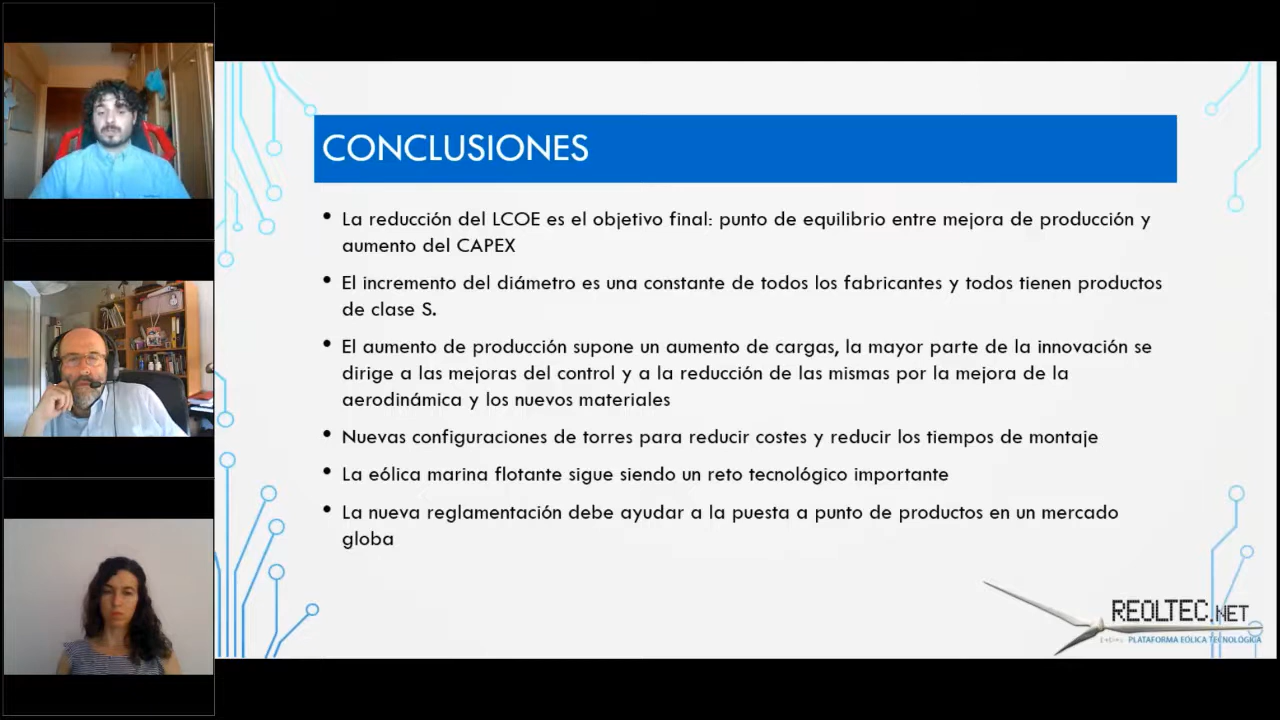 CONCLUSIONES
• La reducción del LCOE es el objetivo final: punto de equilibrio entre mejora de producción y
aumento del CAPEX
• El incremento del diámetro es una constante de todos los fabricantes y todos tienen productos
de clase S.
• El aumento de producción supone un aumento de cargas, la mayor parte de la innovación se
dirige a las mejoras del control y a la reducción de las mismas por la mejora de la
aerodinámica y los nuevos materiales
• Nuevas configuraciones de torres para reducir costes y reducir los tiempos de montaje
• La eólica marina flotante sigue siendo un reto tecnológico importante
• La nueva reglamentación debe ayudar a la puesta a punto de productos en un mercado
globa
REOLTEC.NET
PLATAFORMA EÓLICA TECNOLÓGICA